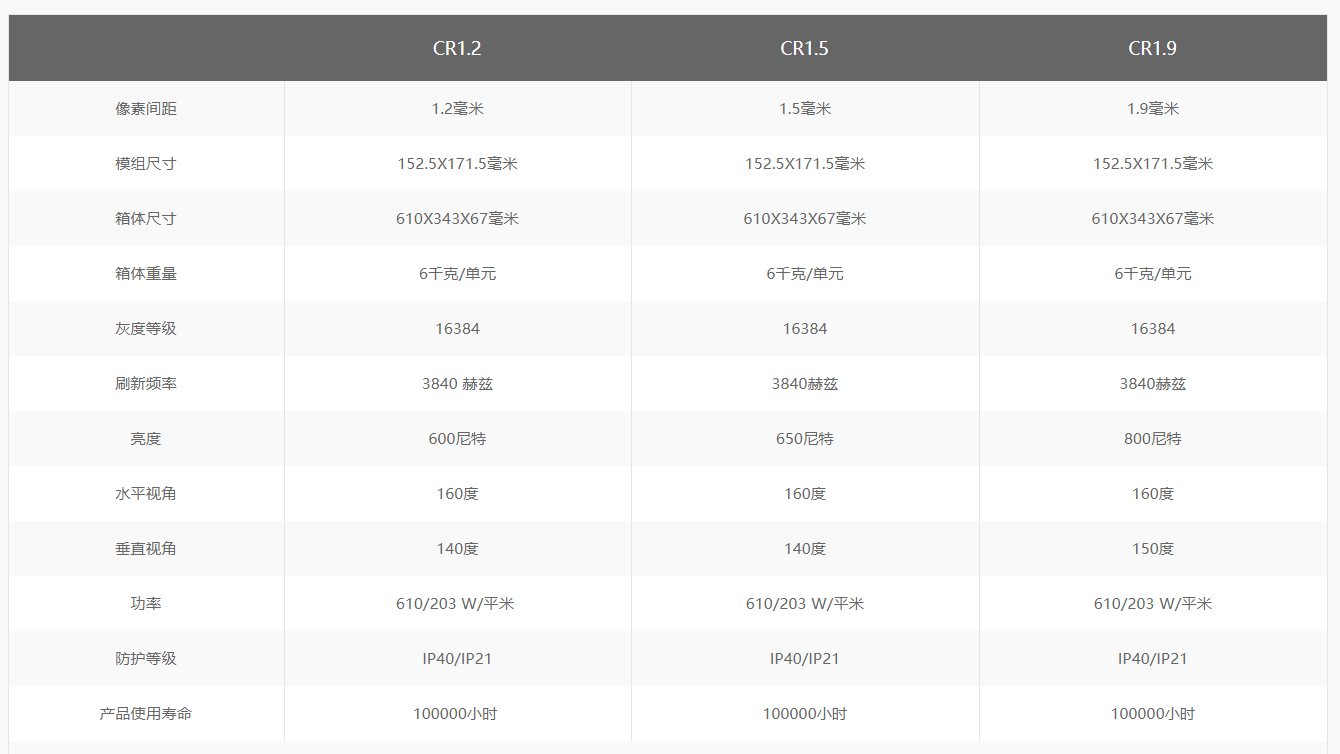 CR1.2 CR1.5 CR1.9
像素间距 1.2毫米 1.5毫米 1.9毫米
模组尺寸 152.5X171.5毫米 152.5X171.5毫米 152.5X171.5毫米
箱体尺寸 610X343X67毫米 610X343X67毫米 610X343X67毫米
箱体重量 6千克/单元 6千克/单元 6千克/单元
灰度等级 16384 16384 16384
刷新频率 3840 赫兹 3840赫兹 3840赫兹
亮度 600尼特 650尼特 800尼特
水平视角 160度 160度 160度
垂直视角 140度 140度 150度
功率 610/203 W/平米 610/203 W/平米 610/203 W/平米
防护等级 IP40/IP21 IP40/IP21 IP40/IP21
产品使用寿命 100000小时 100000小时 100000小时